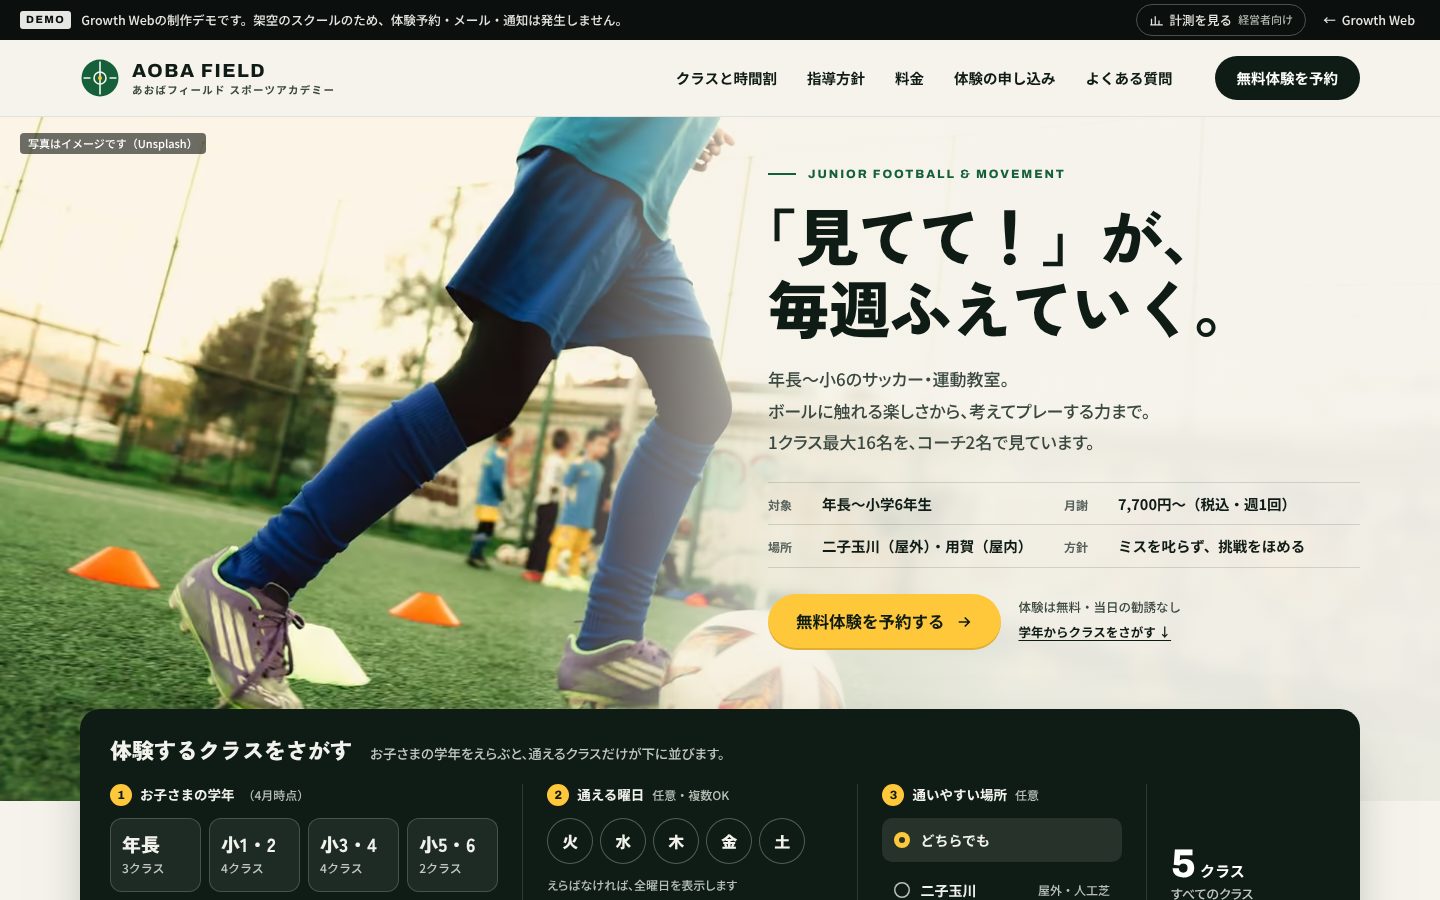 DEMO Growth Webの制作デモです。架空のスクールのため、体験予約・メール・通知は発生しません。
計測を見る 経営者向け
← Growth Web
AOBA FIELD
あおばフィールド スポーツアカデミー
クラスと時間割 指導方針 料金 体験の申し込み よくある質問 無料体験を予約
写真はイメージです（Unsplash）
JUNIOR FOOTBALL & MOVEMENT
「見てて！」が、
毎週ふえていく。
年長〜小6のサッカー・運動教室。
ボールに触れる楽しさから、考えてプレーする力まで。
1クラス最大16名を、コーチ2名で見ています。
対象 年長〜小学6年生 月謝 7,700円〜（税込・週1回）
場所 二子玉川（屋外）・用賀（屋内） 方針 ミスを叱らず、挑戦をほめる
無料体験を予約する →
体験は無料・当日の勧誘なし
学年からクラスをさがす ↓
体験するクラスをさがす お子さまの学年をえらぶと、通えるクラスだけが下に並びます。
1 お子さまの学年 （4月時点）
年長 小1・2 小3・4 小5・6
3クラス 4クラス 4クラス 2クラス
2 通える曜日 任意・複数OK
火 水 木 金 土
えらばなければ、全曜日を表示します
3 通いやすい場所 任意
どちらでも
二子玉川 屋外・人工芝
5 クラス
すべてのクラス